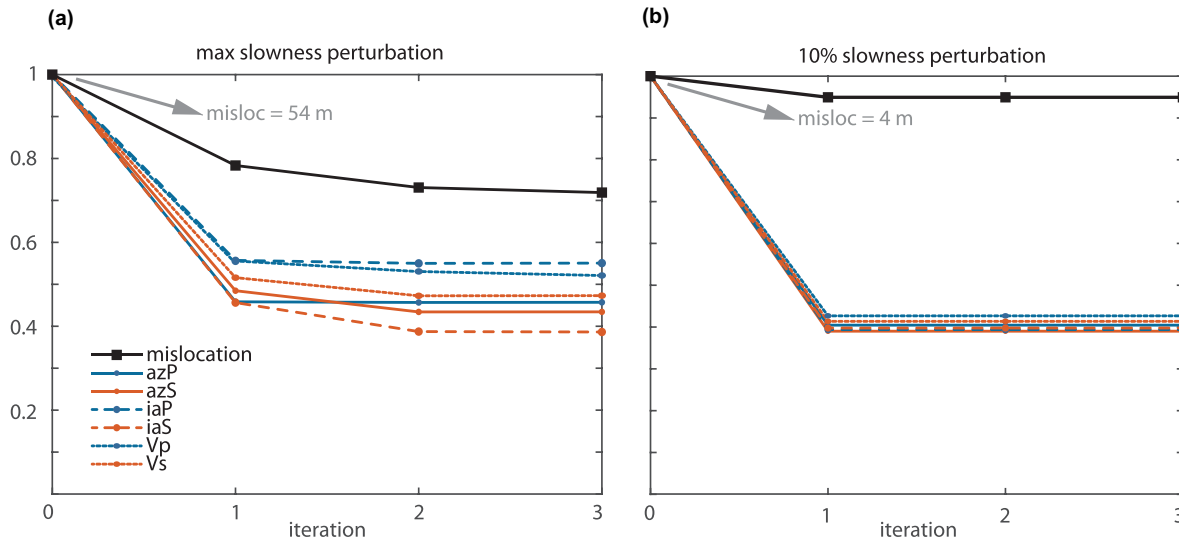 (a)
max slowness perturbation
1
0.8
0.6
0.4
0.2
misloc = 54 m
mislocation
azP
azS
iaP
iaS
Vp
Vs
0 1 2 3
iteration
(b)
10% slowness perturbation
misloc = 4 m
0 1 2 3
iteration